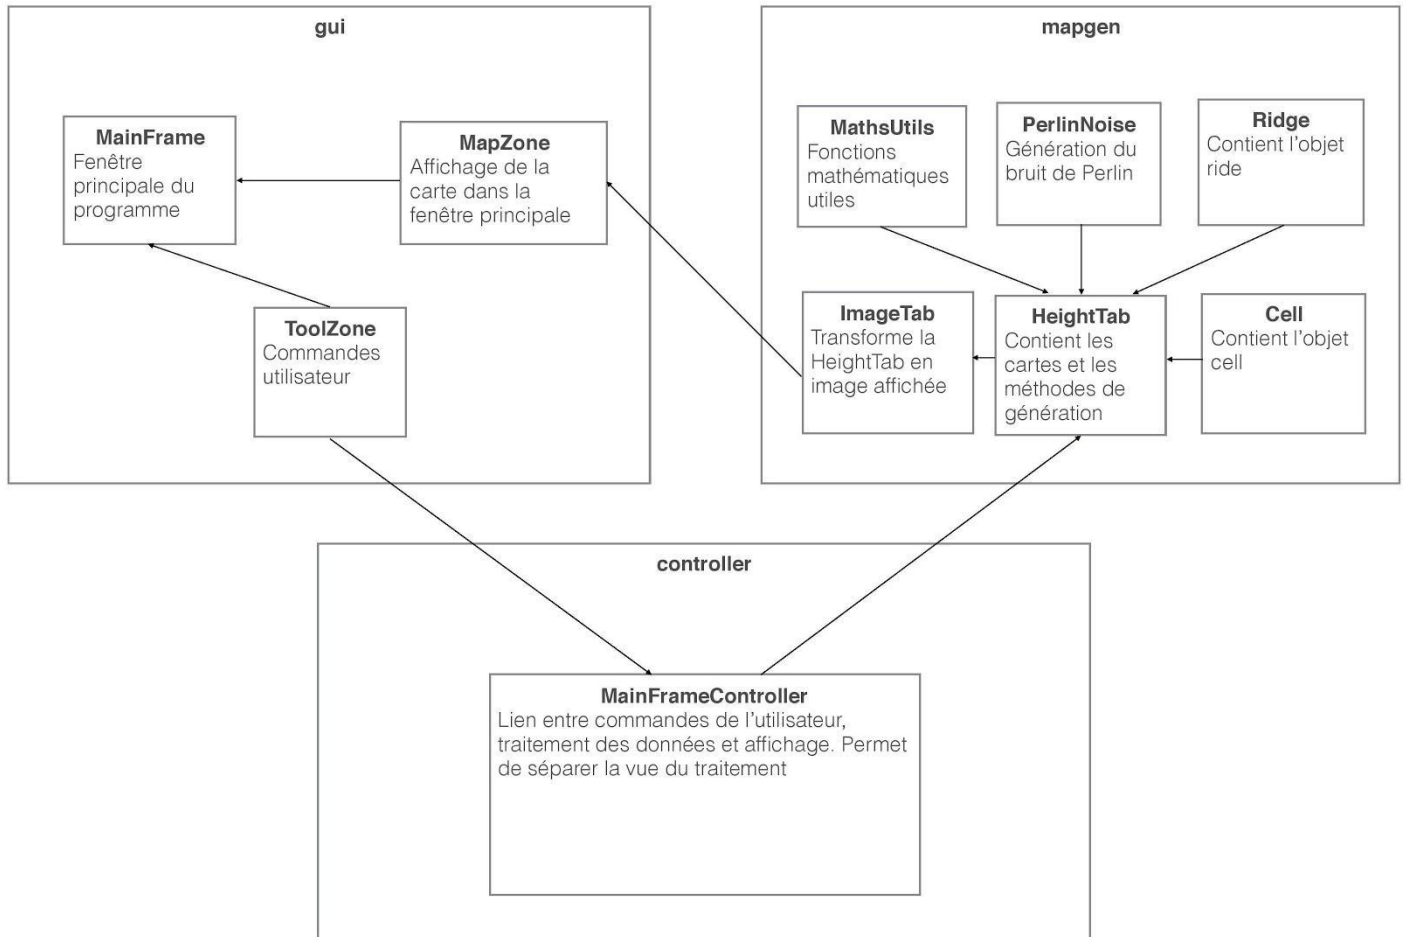 gui
MainFrame
Fenêtre
principale du
programme
MapZone
Affichage de la
carte dans la
fenêtre principale
ToolZone
Commandes
utilisateur
mapgen
MathsUtils
Fonctions
mathématiques
utiles
PerlinNoise
Génération du
bruit de Perlin
Ridge
Contient l'objet
ride
ImageTab
Transforme la
HeightTab en
image affichée
HeightTab
Contient les
cartes et les
méthodes de
génération
Cell
Contient l'objet
cell
controller
MainFrameController
Lien entre commandes de l'utilisateur,
traitement des données et affichage. Permet
de séparer la vue du traitement